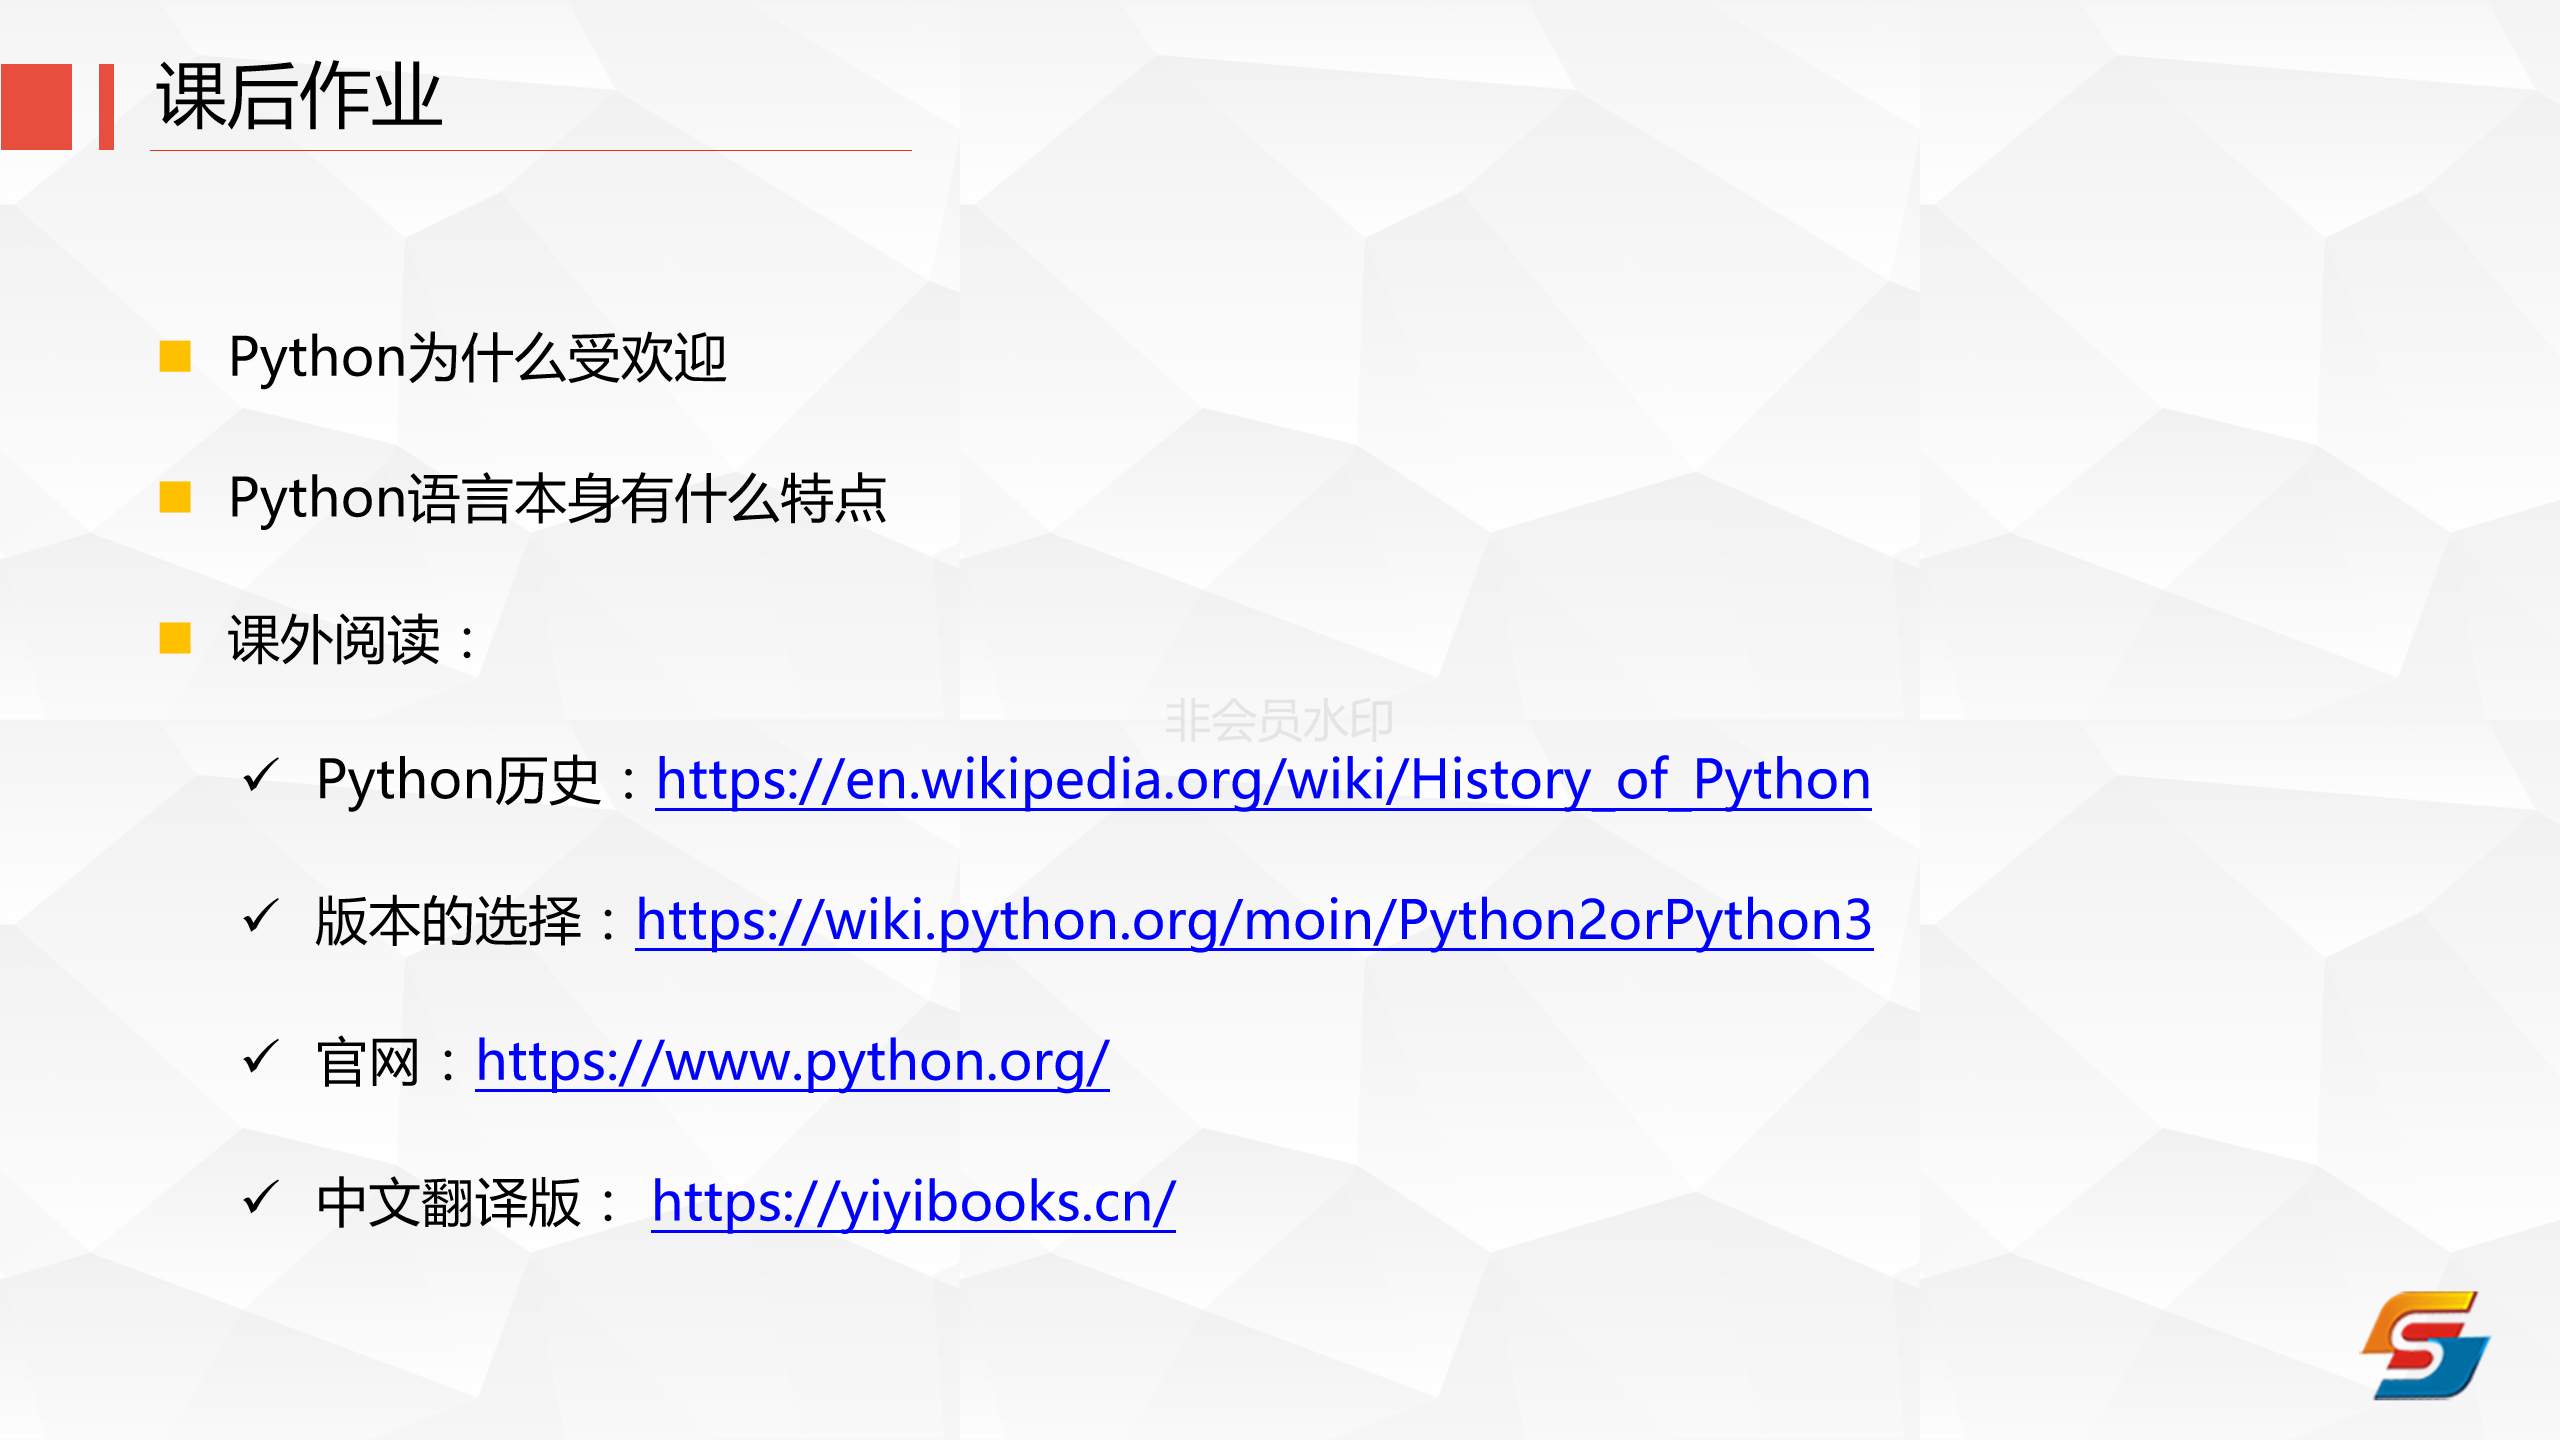 课后作业
Python为什么受欢迎
Python语言本身有什么特点
课外阅读：
非会员水印
Python历史：https://en.wikipedia.org/wiki/History_of_Python
版本的选择：https://wiki.python.org/moin/Python2orPython3
官网：https://www.python.org/
中文翻译版： https://yiyibooks.cn/